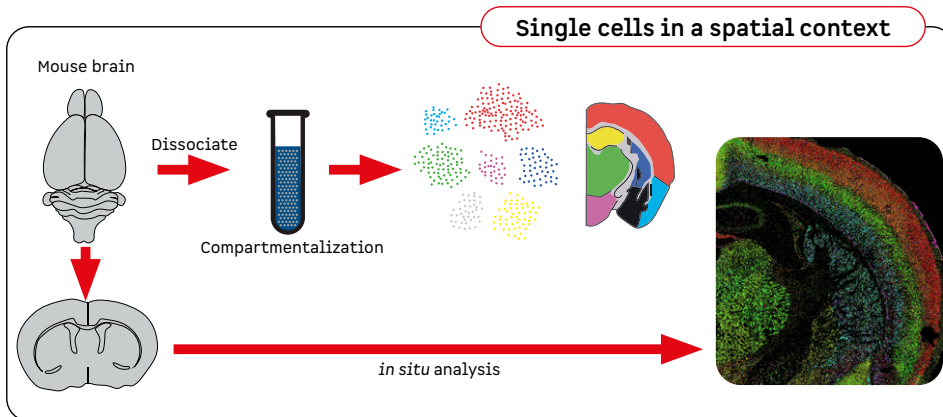 Single cells in a spatial context
Mouse brain
Dissociate
Compartmentalization
in situ analysis